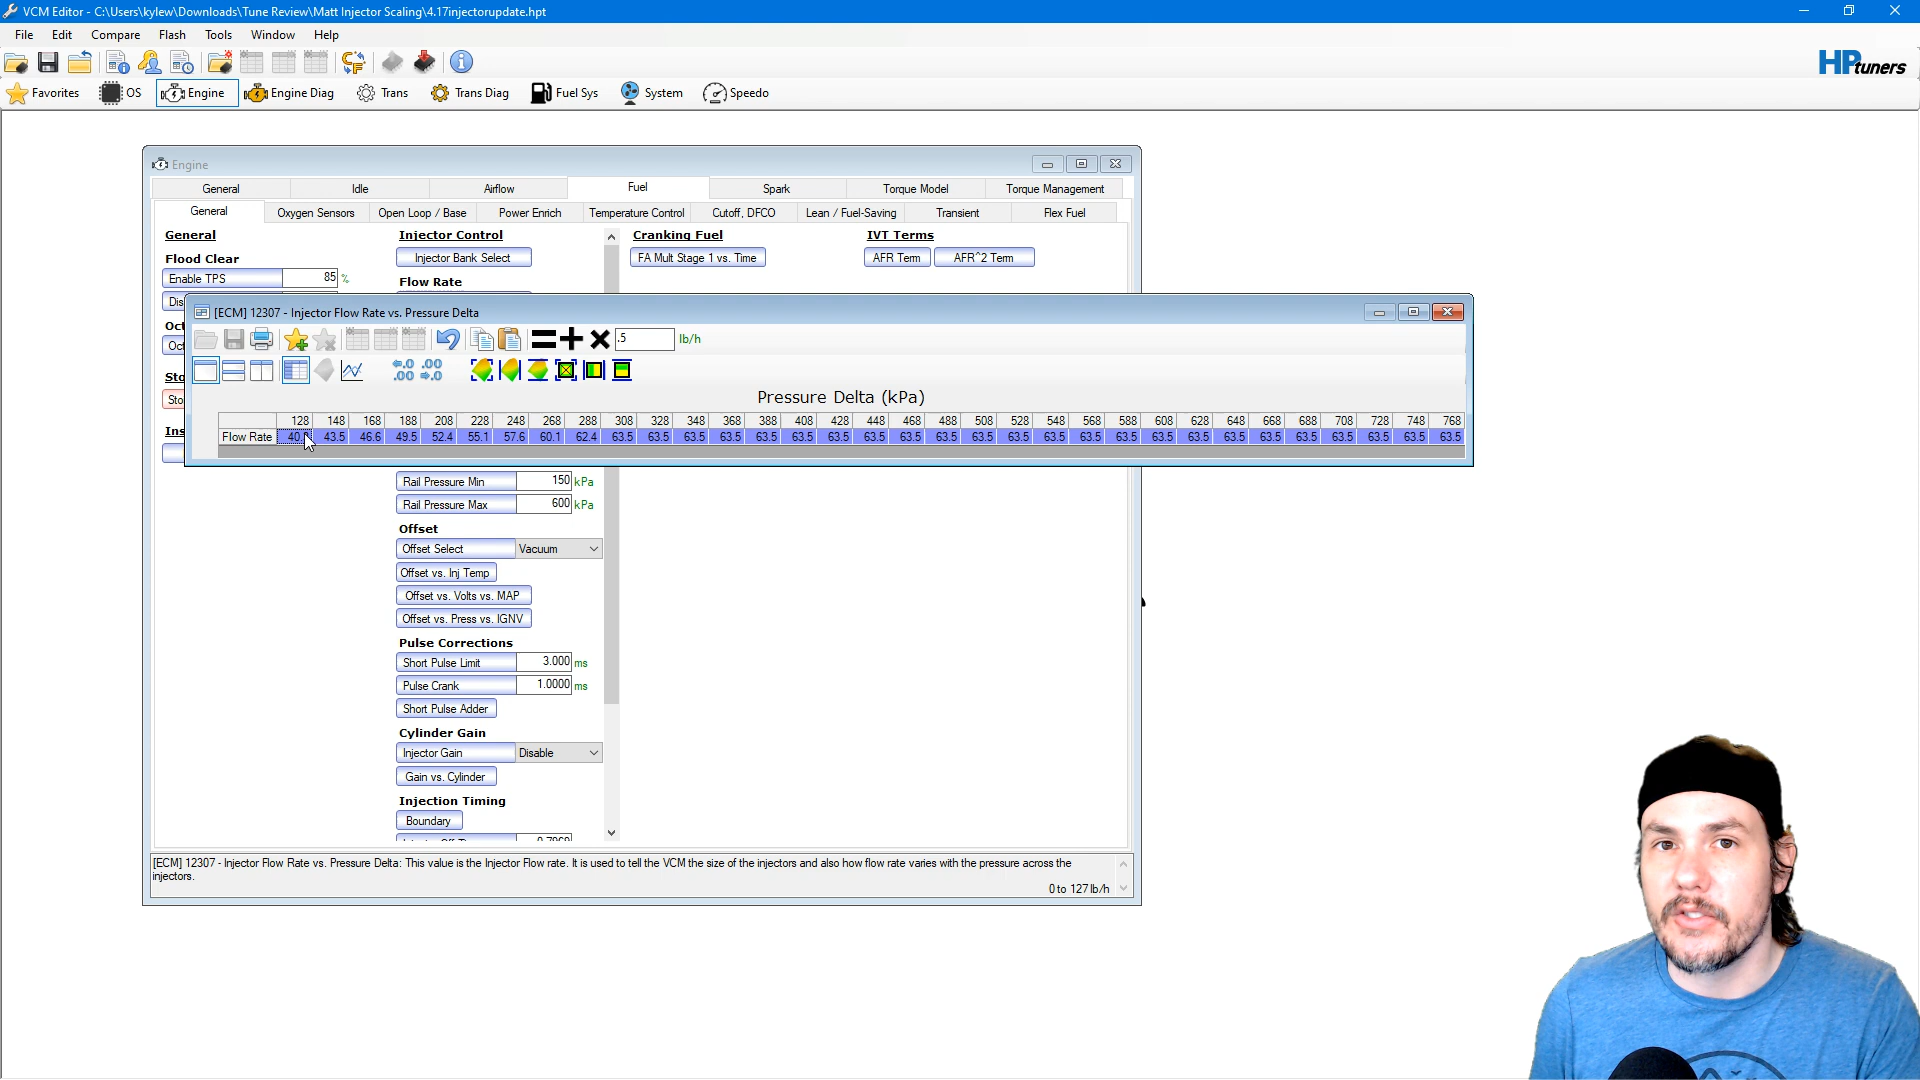 VCM Editor - C:\Users\kylew\Downloads\Tune Review\Matt Injector Scaling\4.17injectorupdate.hpt
File Edit Compare Flash Tools Window Help
HPtuners
Favorites OS Engine Engine Diag Trans Trans Diag Fuel Sys System Speedo
Engine
General Idle Airflow Fuel Spark Torque Model Torque Management
General Oxygen Sensors Open Loop / Base Power Enrich Temperature Control Cutoff, DFCO Lean / Fuel-Saving Transient Flex Fuel
General Injector Control Cranking Fuel IVT Terms
Flood Clear Injector Bank Select FA Mult Stage 1 vs. Time AFR Term AFR^2 Term
Enable TPS 85 % Flow Rate
[ECM] 12307 - Injector Flow Rate vs. Pressure Delta
.5 lb/h
Pressure Delta (kPa)
128 148 168 188 208 228 248 268 288 308 328 348 368 388 408 428 448 468 488 508 528 548 568 588 608 628 648 668 688 708 728 748 768
Flow Rate 43.5 46.6 49.5 52.4 55.1 57.6 60.1 62.4 63.5 63.5 63.5 63.5 63.5 63.5 63.5 63.5 63.5 63.5 63.5 63.5 63.5 63.5 63.5 63.5 63.5 63.5 63.5 63.5 63.5 63.5 63.5 63.5
Rail Pressure Min 150 kPa
Rail Pressure Max 600 kPa
Offset
Offset Select Vacuum
Offset vs. Inj Temp
Offset vs. Volts vs. MAP
Offset vs. Press vs. IGNV
Pulse Corrections
Short Pulse Limit 3.000 ms
Pulse Crank 1.0000 ms
Short Pulse Adder
Cylinder Gain
Injector Gain Disable
Gain vs. Cylinder
Injection Timing
Boundary
[ECM] 12307 - Injector Flow Rate vs. Pressure Delta: This value is the Injector Flow rate. It is used to tell the VCM the size of the injectors and also how flow rate varies with the pressure across the
injectors.
0 to 127 lb/h